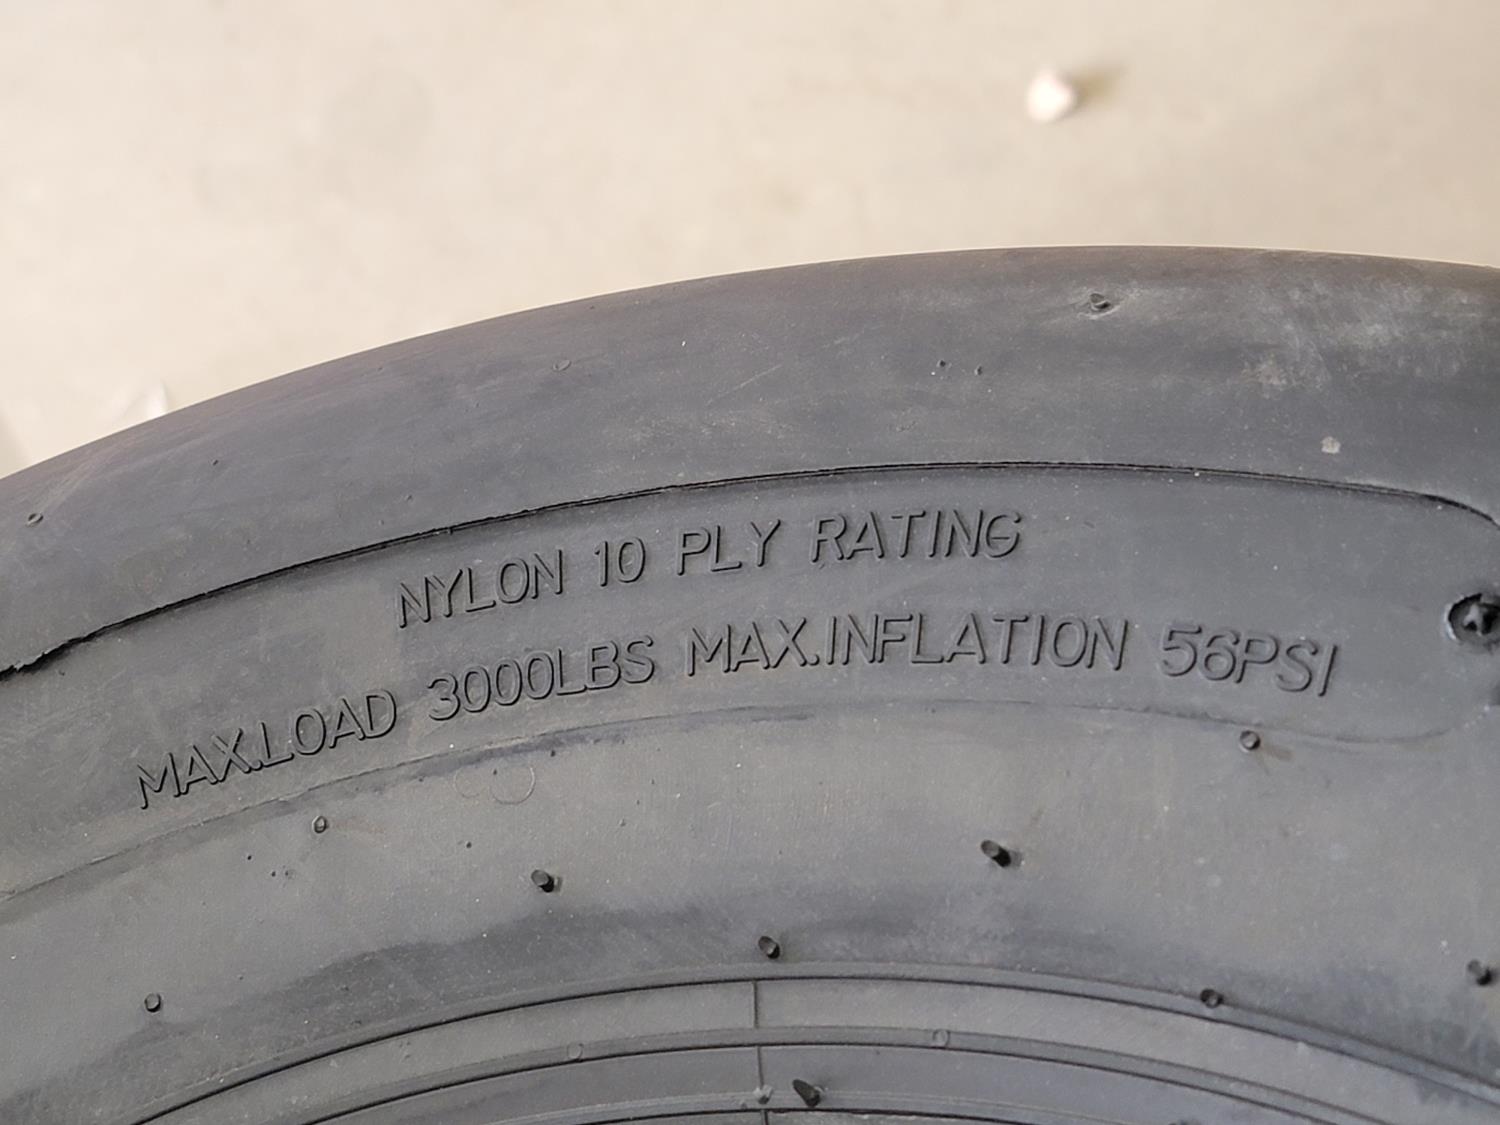 NYLON 10 PLY RATING
MAX.LOAD 3000LBS MAX.INFLATION 56PSI